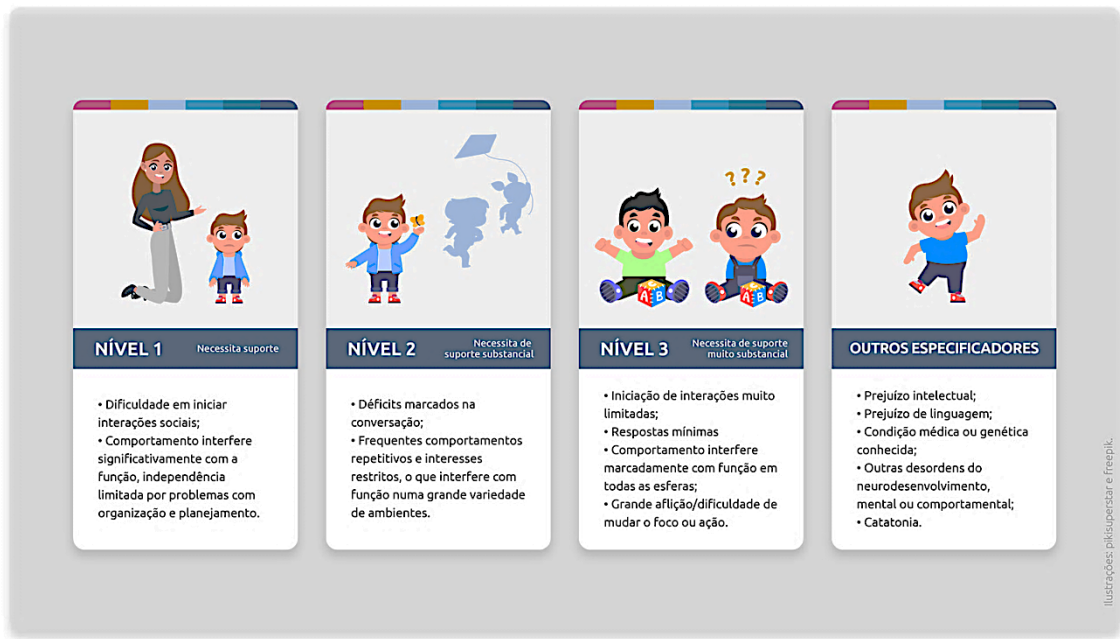 ???
A B
A B
NÍVEL 1
Necessita suporte
• Dificuldade em iniciar
interações sociais;
• Comportamento interfere
significativamente com a
função, independência
limitada por problemas com
organização e planejamento.
NÍVEL 2
Necessita de
suporte substancial
• Déficits marcados na
conversação;
• Frequentes comportamentos
repetitivos e interesses
restritos, o que interfere com
função numa grande variedade
de ambientes.
NÍVEL 3
Necessita de suporte
muito substancial
• Iniciação de interações muito
limitadas;
• Respostas mínimas
• Comportamento interfere
marcadamente com função em
todas as esferas;
• Grande aflição/dificuldade de
mudar o foco ou ação.
OUTROS ESPECIFICADORES
• Prejuízo intelectual;
• Prejuízo de linguagem;
• Condição médica ou genética
conhecida;
• Outras desordens do
neurodesenvolvimento,
mental ou comportamental;
• Catatonia.
Ilustrações: pikisuperstar e freepik.